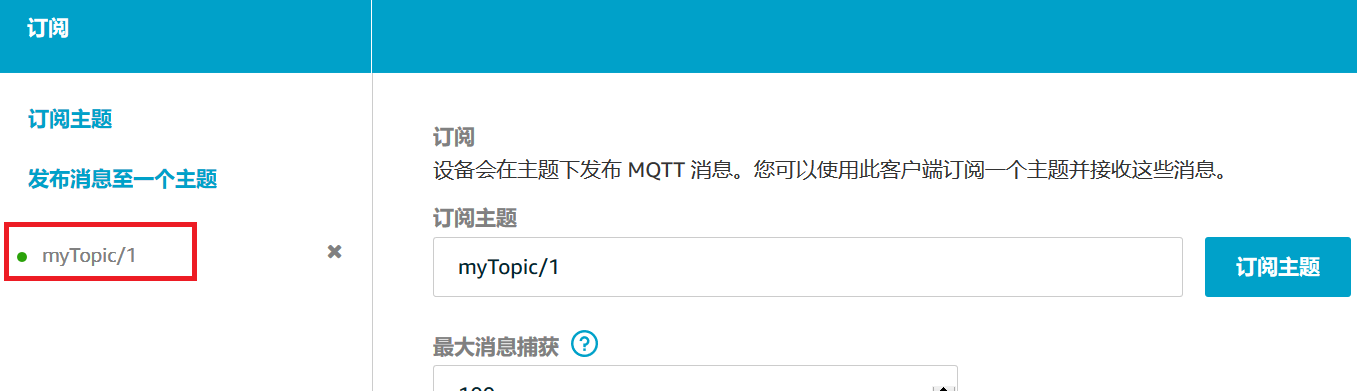 订阅
订阅主题
发布消息至一个主题
myTopic/1
订阅
设备会在主题下发布 MQTT 消息。您可以使用此客户端订阅一个主题并接收这些消息。
订阅主题
myTopic/1
订阅主题
最大消息捕获
100